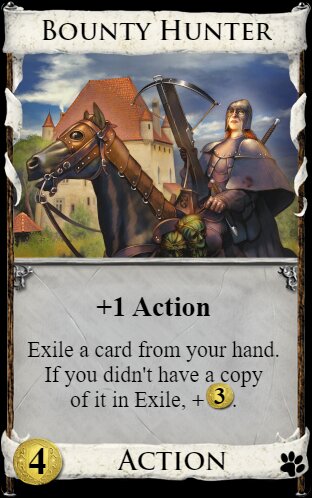 BOUNTY HUNTER
+1 Action
Exile a card from your hand.
If you didn't have a copy
of it in Exile, +3.
4 ACTION